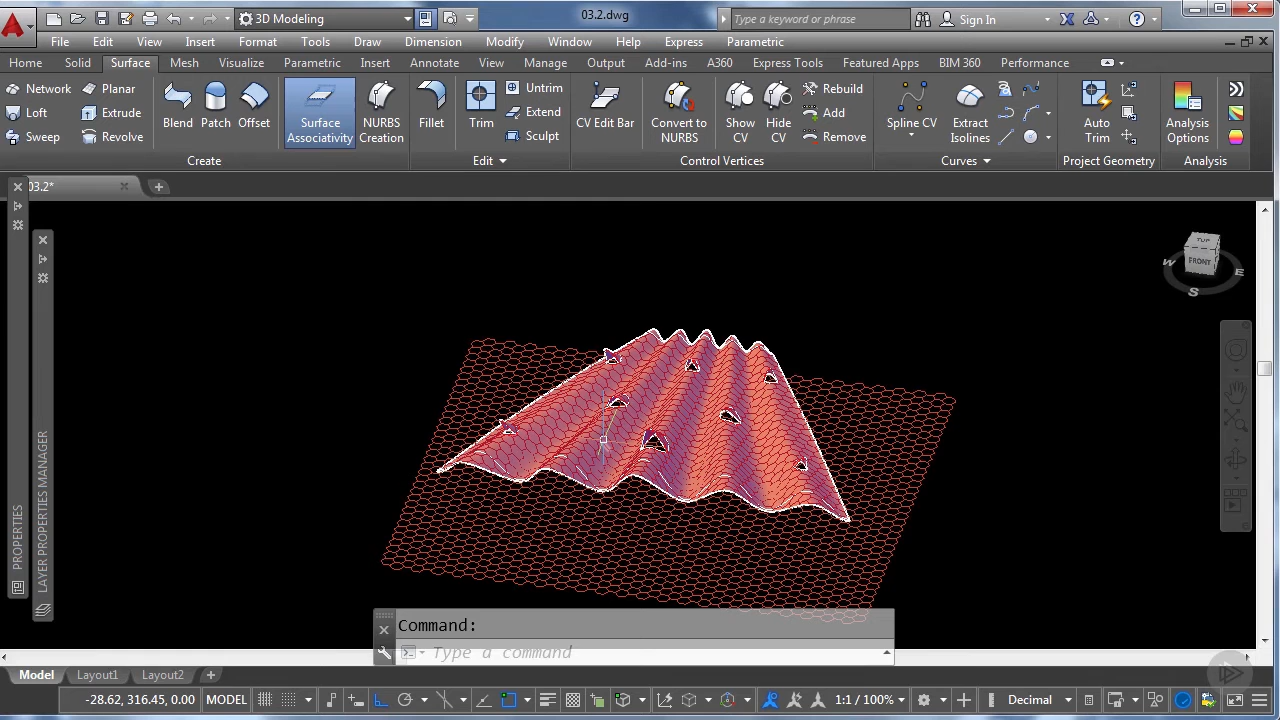 3D Modeling
03.2.dwg
Type a keyword or phrase
Sign In
File Edit View Insert Format Tools Draw Dimension Modify Window Help Express Parametric
Home Solid Surface Mesh Visualize Parametric Insert Annotate View Manage Output Add-ins A360 Express Tools Featured Apps BIM 360 Performance
Network Planar
Loft Extrude
Sweep Revolve
Create
Blend Patch Offset
Surface Associativity
NURBS Creation
Fillet
Trim
Untrim
Extend
Sculpt
Edit
CV Edit Bar
Convert to NURBS
Show CV
Hide CV
Rebuild
Add
Remove
Control Vertices
Spline CV
Extract Isolines
Curves
Auto Trim
Project Geometry
Analysis Options
Analysis
03.2*
TOP
FRONT
W
E
S
PROPERTIES
LAYER PROPERTIES MANAGER
Command:
Type a command
Model Layout1 Layout2
-28.62, 316.45, 0.00 MODEL
1:1 / 100%
Decimal